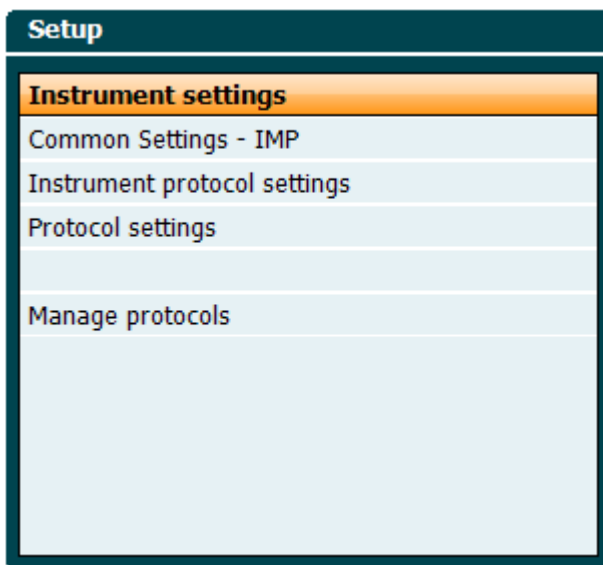 Setup
Instrument settings
Common Settings - IMP
Instrument protocol settings
Protocol settings
Manage protocols